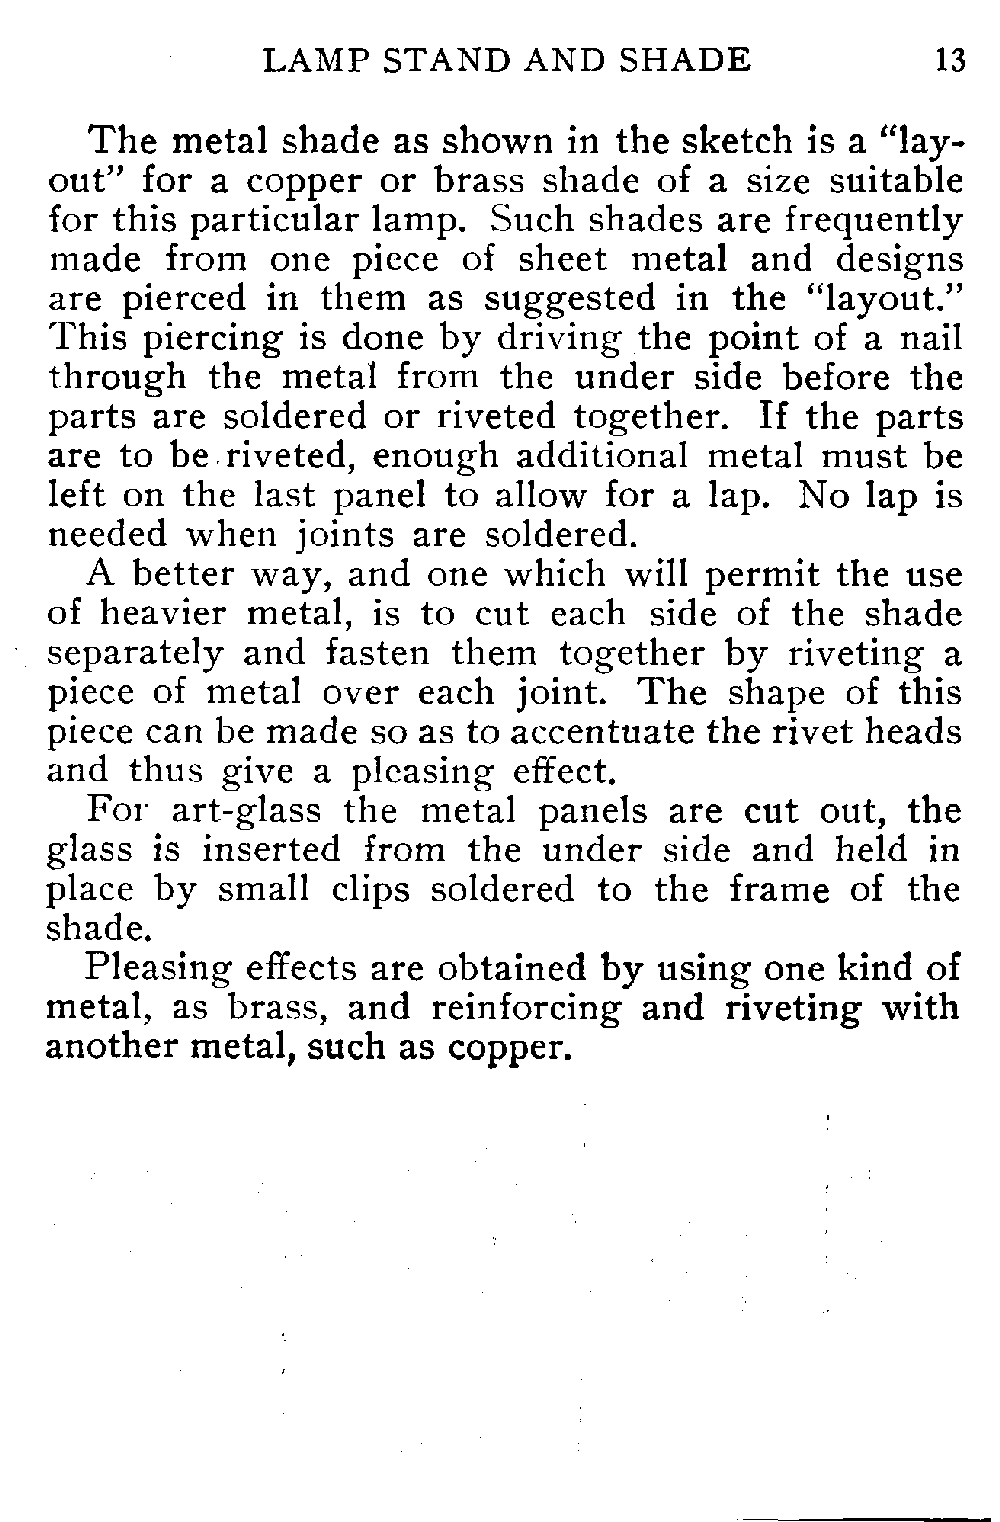 LAMP STAND AND SHADE 13
The metal shade as shown in the sketch is a “lay-
out” for a copper or brass shade of a size suitable
for this particular lamp. Such shades are frequently
made from one piece of sheet metal and designs
are pierced in them as suggested in the “layout.”
This piercing is done by driving the point of a nail
through the metal from the under side before the
parts are soldered or riveted together. If the parts
are to be riveted, enough additional metal must be
left on the last panel to allow for a lap. No lap is
needed when joints are soldered.
A better way, and one which will permit the use
of heavier metal, is to cut each side of the shade
separately and fasten them together by riveting a
piece of metal over each joint. The shape of this
piece can be made so as to accentuate the rivet heads
and thus give a pleasing effect.
For art-glass the metal panels are cut out, the
glass is inserted from the under side and held in
place by small clips soldered to the frame of the
shade.
Pleasing effects are obtained by using one kind of
metal, as brass, and reinforcing and riveting with
another metal, such as copper.